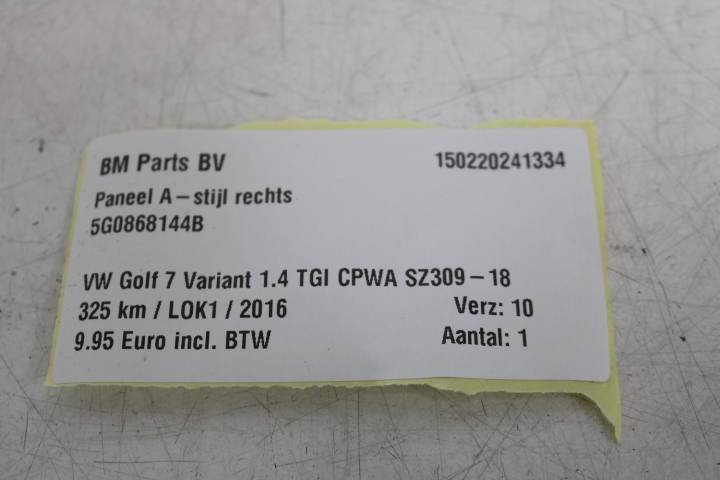 BM Parts BV 150220241334
Paneel A-stijl rechts
5G0868144B
VW Golf 7 Variant 1.4 TGI CPWA SZ309-18
325 km / LOK1 / 2016 Verz: 10
9.95 Euro incl. BTW Aantal: 1